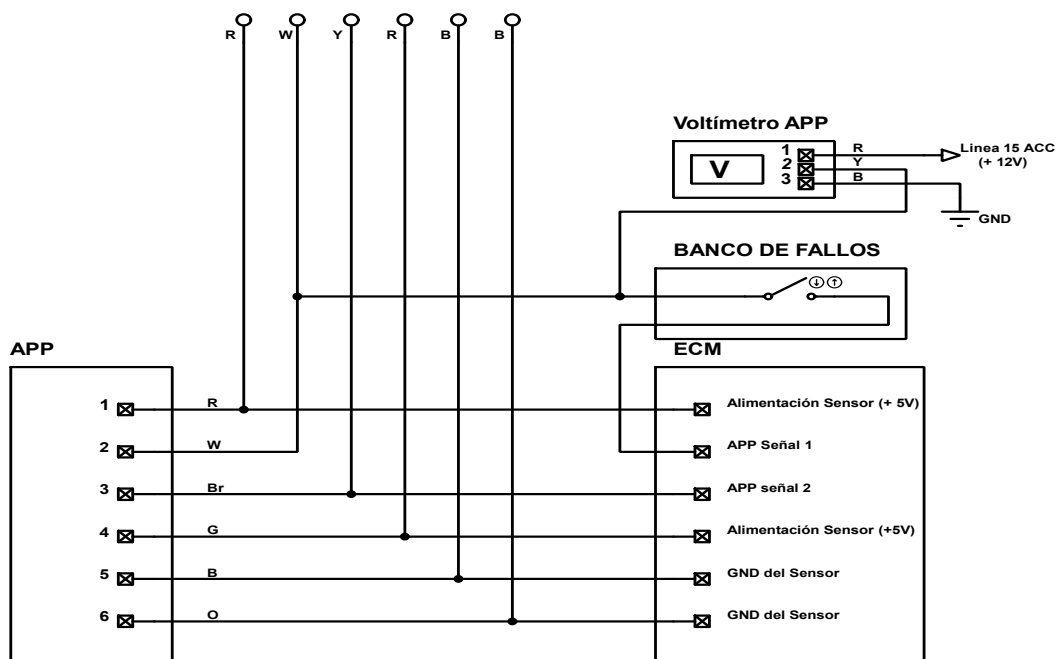 R W Y R B B
Voltímetro APP
V
1 R
2 Y
3 B
Linea 15 ACC
(+ 12V)
GND
BANCO DE FALLOS
APP
ECM
1 R Alimentación Sensor (+ 5V)
2 W APP Señal 1
3 Br APP señal 2
4 G Alimentación Sensor (+5V)
5 B GND del Sensor
6 O GND del Sensor